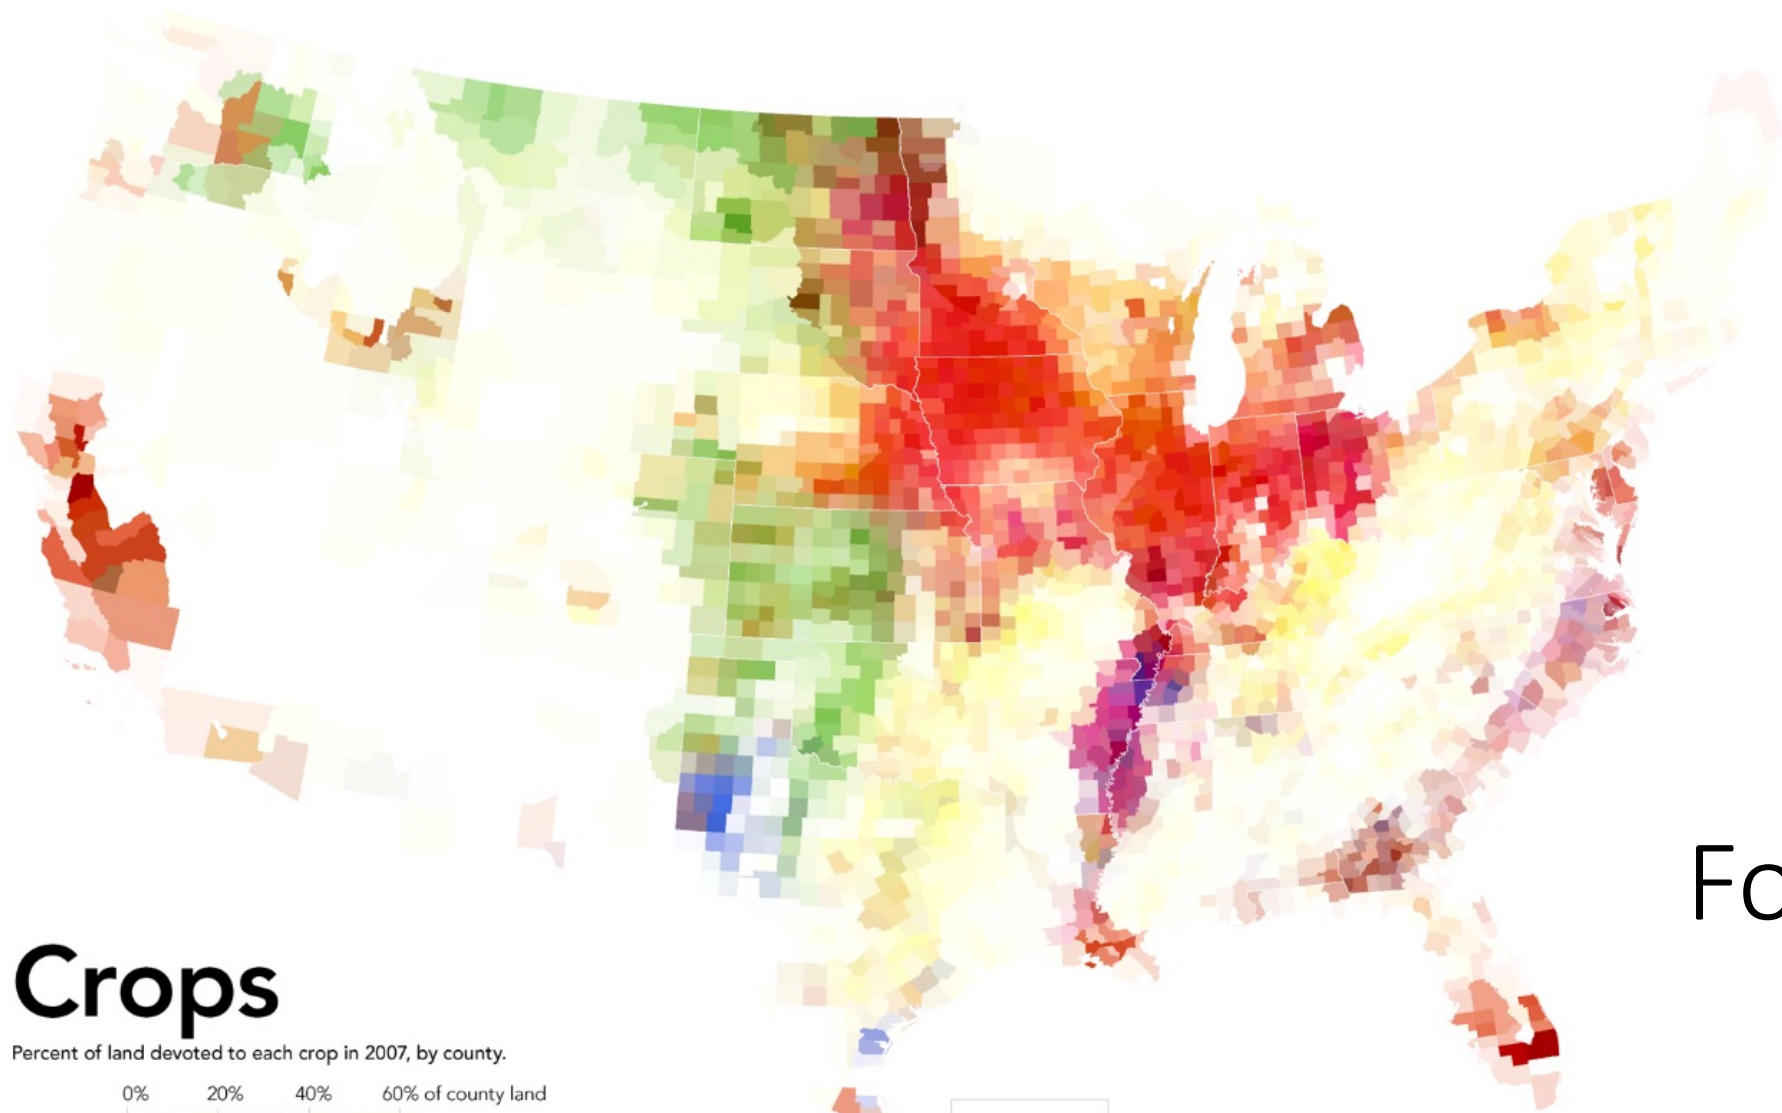 Fo
Crops
Percent of land devoted to each crop in 2007, by county.
0% 20% 40% 60% of county land